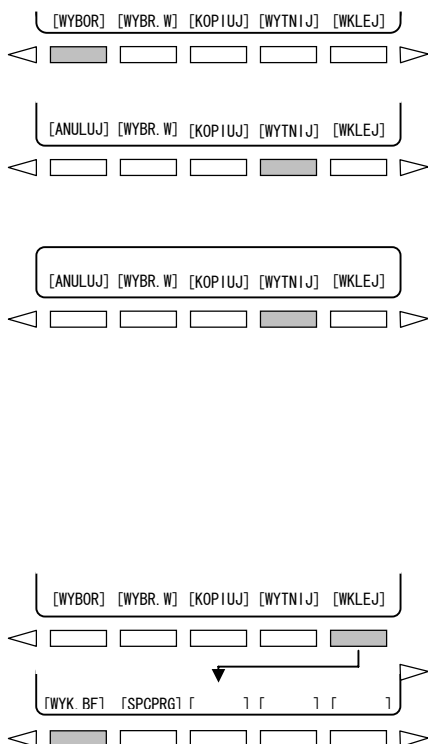 [WYBOR] [WYBR. W] [KOPIUJ] [WYTNIJ] [WKLEJ]
[ANULUJ] [WYBR. W] [KOPIUJ] [WYTNIJ] [WKLEJ]
[ANULUJ] [WYBR. W] [KOPIUJ] [WYTNIJ] [WKLEJ]
[WYBOR] [WYBR. W] [KOPIUJ] [WYTNIJ] [WKLEJ]
[WYK. BF] [SPCPRG] [ ] [ ] [ ]